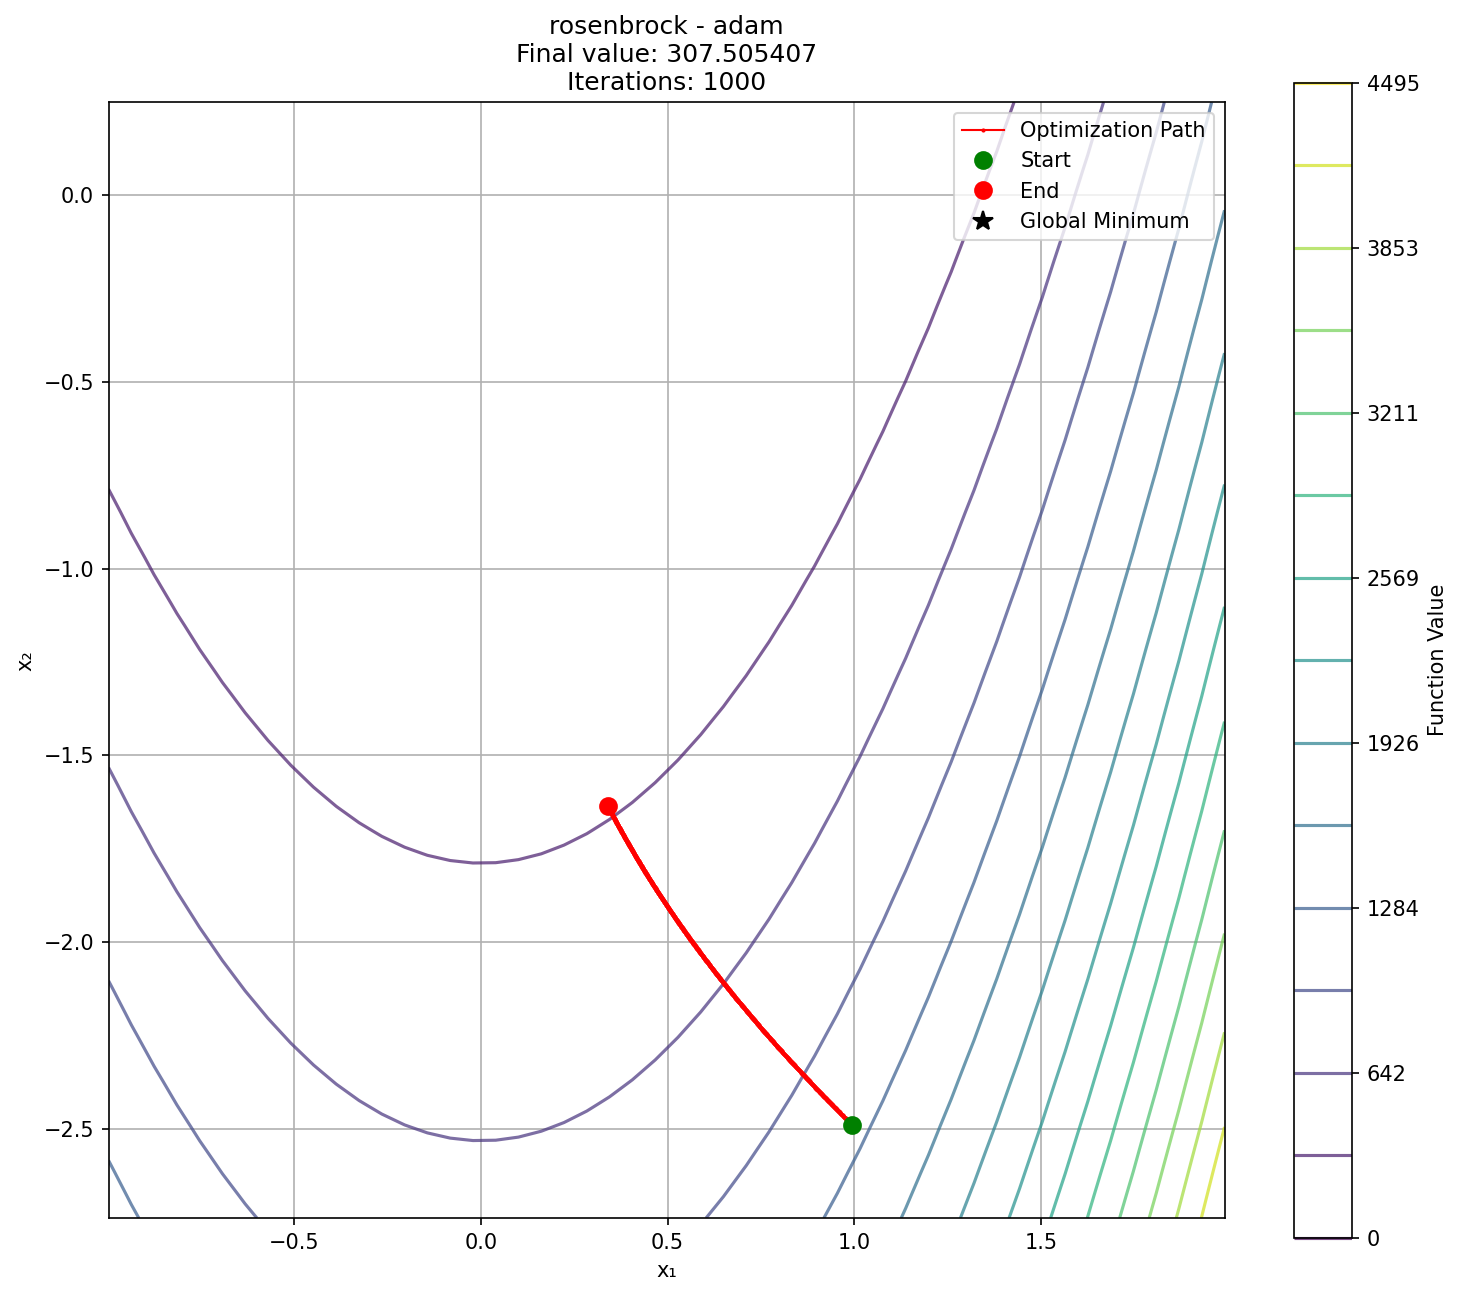 rosenbrock - adam
Final value: 307.505407
Iterations: 1000
Optimization Path
Start
End
Global Minimum
0.0
−0.5
−1.0
−1.5
−2.0
−2.5
x₂
−0.5
0.0
0.5
1.0
1.5
x₁
4495
3853
3211
2569
1926
1284
642
0
Function Value